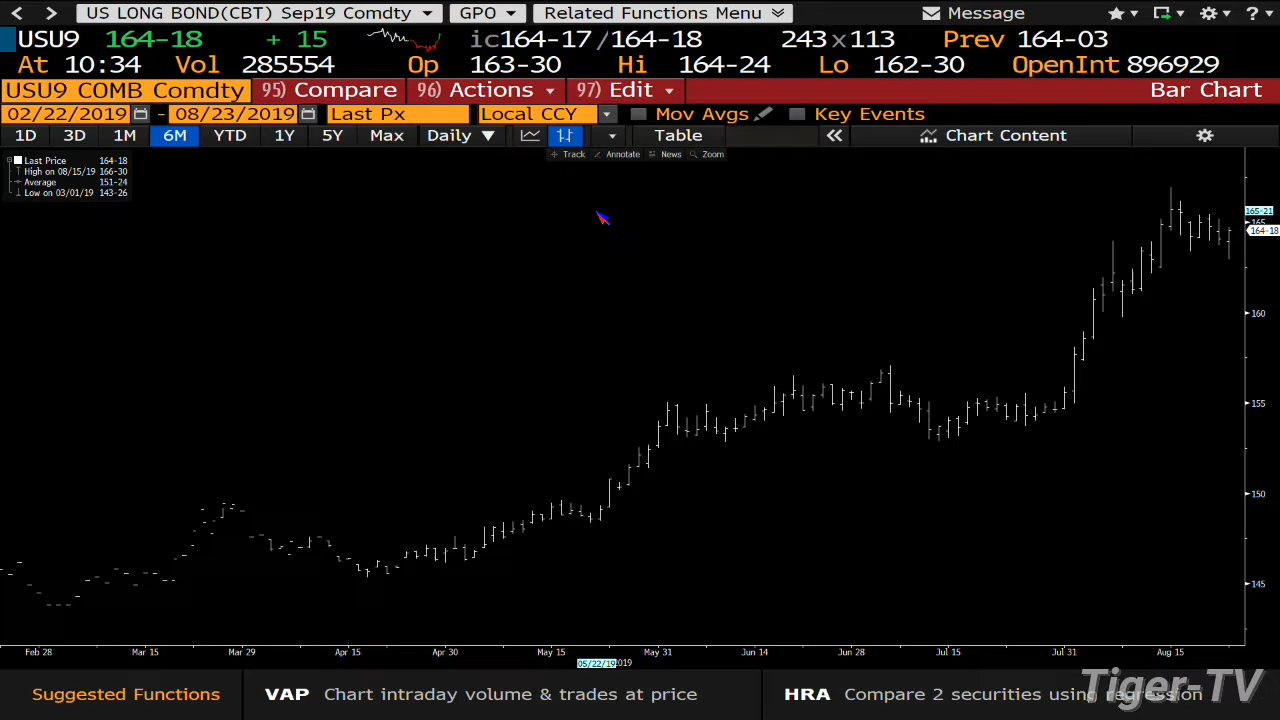 US LONG BOND(CBT) Sep19 Comdty GPO Related Functions Menu Message ?
USU9 164-18 + 15 ic164-17/164-18 243x113 Prev 164-03
At 10:34 Vol 285554 Op 163-30 Hi 164-24 Lo 162-30 OpenInt 896929
USU9 COMB Comdty 95) Compare 96) Actions 97) Edit Bar Chart
02/22/2019 - 08/23/2019 Last Px Local CCY Mov Avgs Key Events
1D 3D 1M 6M YTD 1Y 5Y Max Daily ▼ Table « Chart Content
Track Annotate News Zoom
Last Price 164-18
High on 08/15/19 166-30
Average 151-24
Low on 03/01/19 143-26
165-21
165
164-18
160
155
150
145
Feb 28 Mar 15 Mar 29 Apr 15 Apr 30 May 15 May 31 Jun 14 Jun 28 Jul 15 Jul 31 Aug 15
05/22/19 2019
Suggested Functions VAP Chart intraday volume & trades at price HRA Compare 2 securities using regression
Tiger-TV